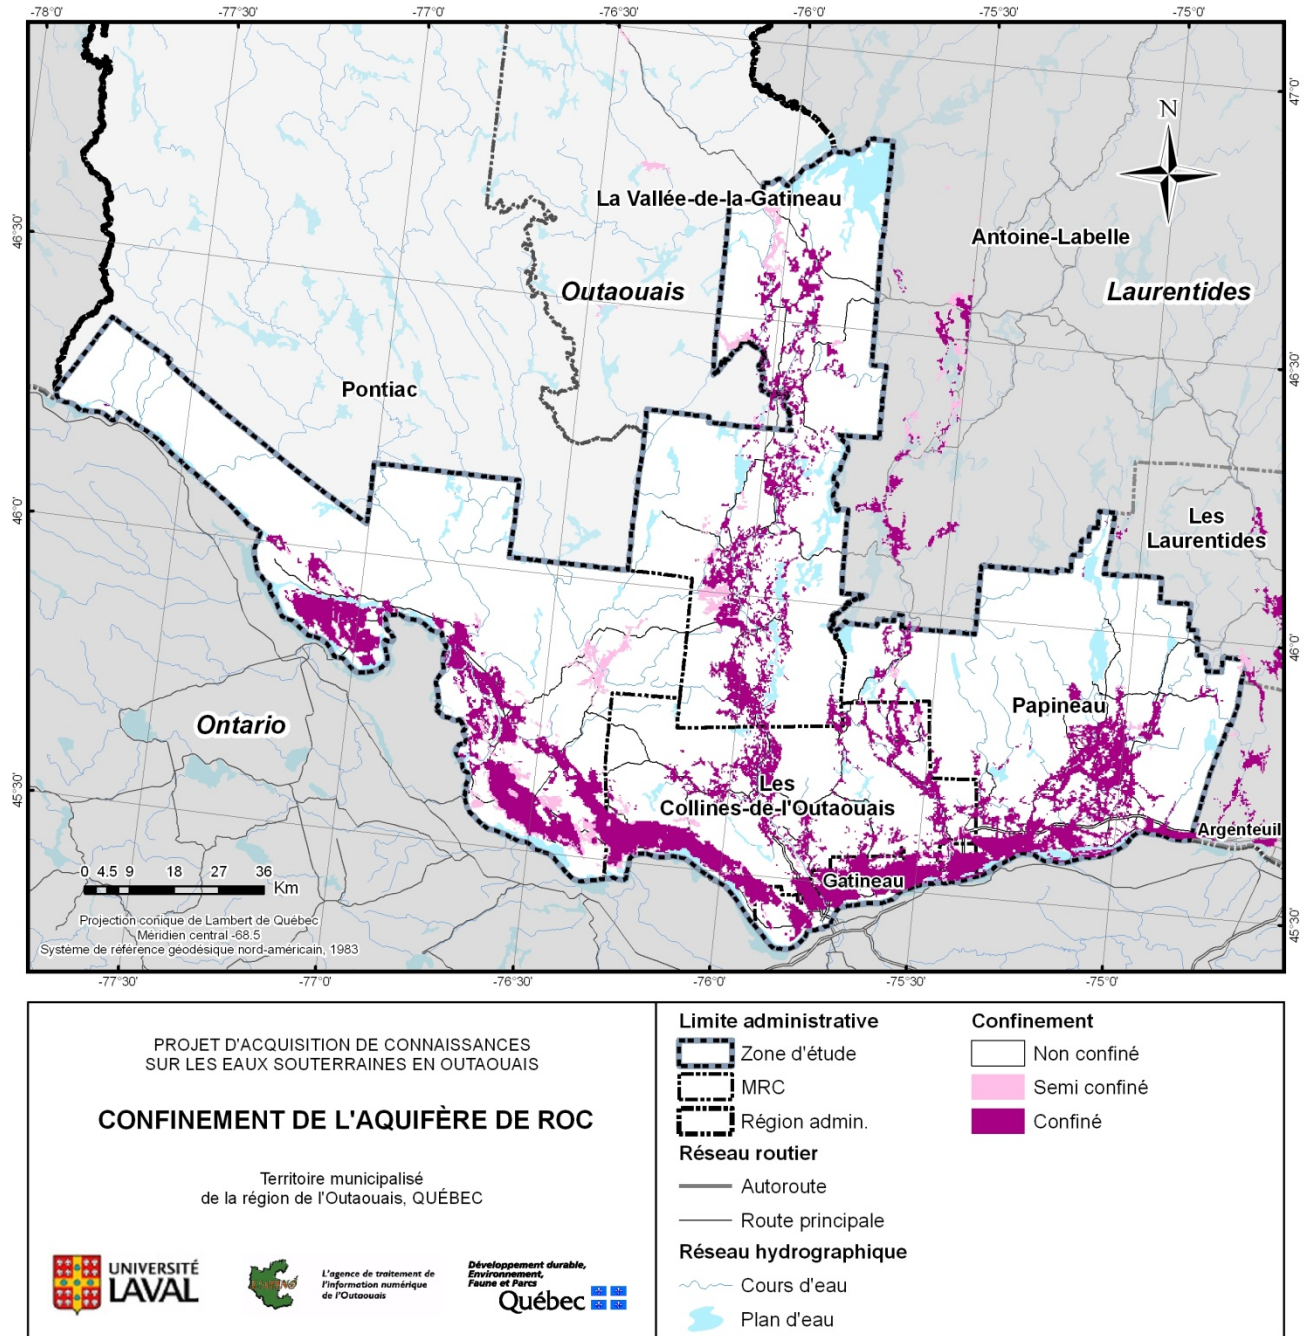 -78°0' -77°30' -77°0' -76°30' -76°0' -75°30' -75°0'
47°0'
N
La Vallée-de-la-Gatineau
Antoine-Labelle
46°30'
Outaouais
Laurentides
Pontiac
46°30'
46°0'
Les
Laurentides
46°0'
Papineau
Ontario
45°30'
Les
Collines-de-l'Outaouais
Argenteuil
Gatineau
0 4.5 9 18 27 36
Km
Projection conique de Lambert de Québec
Méridien central -68.5
Système de référence géodésique nord-américain, 1983
45°30'
-77°30' -77°0' -76°30' -76°0' -75°30' -75°0'
PROJET D'ACQUISITION DE CONNAISSANCES
SUR LES EAUX SOUTERRAINES EN OUTAOUAIS
CONFINEMENT DE L'AQUIFÈRE DE ROC
Territoire municipalisé
de la région de l'Outaouais, QUÉBEC
UNIVERSITÉ
LAVAL
L'agence de traitement de
l'information numérique
de l'Outaouais
Développement durable,
Environnement,
Faune et Parcs
Québec
Limite administrative
Zone d'étude
MRC
Région admin.
Réseau routier
Autoroute
Route principale
Réseau hydrographique
Cours d'eau
Plan d'eau
Confinement
Non confiné
Semi confiné
Confiné